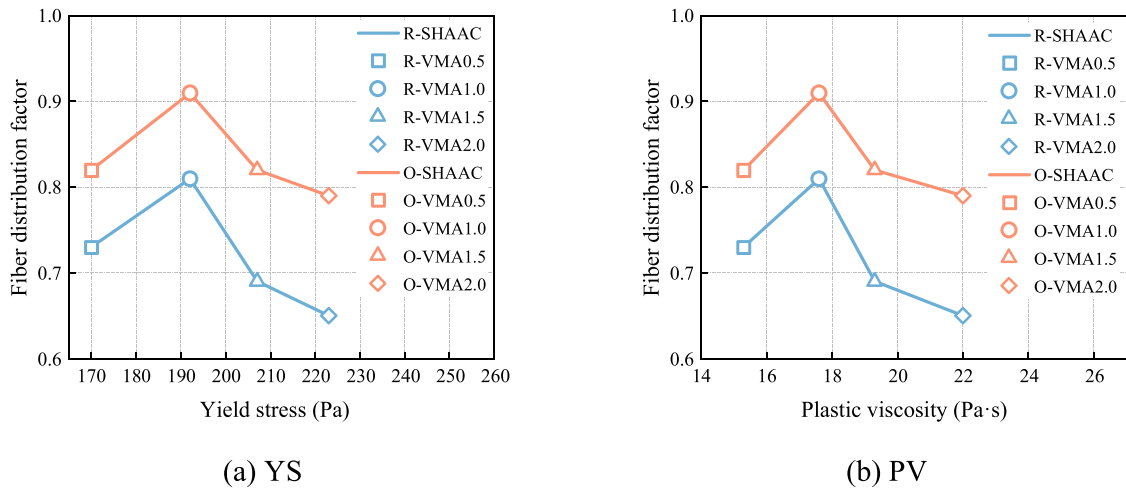 1.0
0.9
0.8
0.7
0.6
Fiber distribution factor
170 180 190 200 210 220 230 240 250 260
Yield stress (Pa)
R-SHAAC
R-VMA0.5
R-VMA1.0
R-VMA1.5
R-VMA2.0
O-SHAAC
O-VMA0.5
O-VMA1.0
O-VMA1.5
O-VMA2.0
(a) YS
1.0
0.9
0.8
0.7
0.6
Fiber distribution factor
14 16 18 20 22 24 26
Plastic viscosity (Pa·s)
R-SHAAC
R-VMA0.5
R-VMA1.0
R-VMA1.5
R-VMA2.0
O-SHAAC
O-VMA0.5
O-VMA1.0
O-VMA1.5
O-VMA2.0
(b) PV